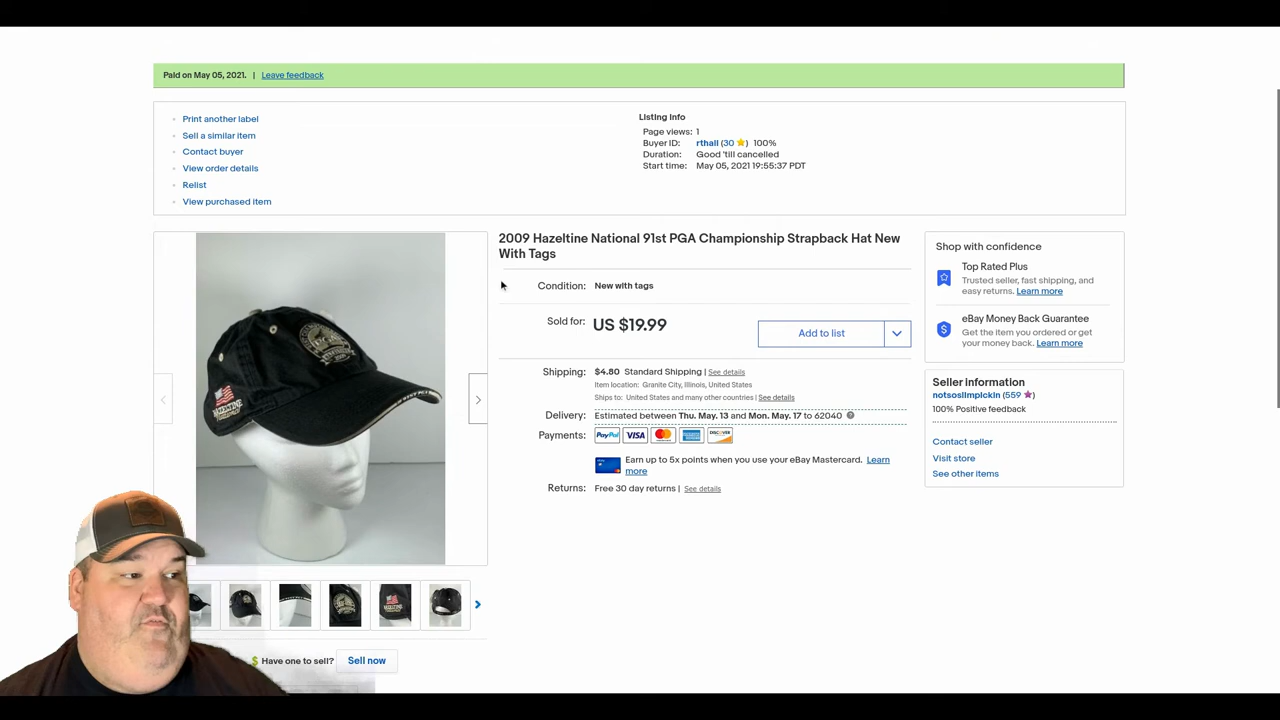 Paid on May 05, 2021. | Leave feedback
Print another label
Sell a similar item
Contact buyer
View order details
Relist
View purchased item
Listing Info
Page views: 1
Buyer ID: rthall (30 ) 100%
Duration: Good 'till cancelled
Start time: May 05, 2021 19:55:37 PDT
2009 Hazeltine National 91st PGA Championship Strapback Hat New
With Tags
Condition: New with tags
Sold for: US $19.99
Add to list
Shipping: $4.80 Standard Shipping | See details
Item location: Granite City, Illinois, United States
Ships to: United States and many other countries | See details
Delivery: Estimated between Thu. May. 13 and Mon. May. 17 to 62040
Payments: PayPal VISA
Earn up to 5x points when you use your eBay Mastercard. Learn
more
Returns: Free 30 day returns | See details
Shop with confidence
Top Rated Plus
Trusted seller, fast shipping, and
easy returns. Learn more
eBay Money Back Guarantee
Get the item you ordered or get
your money back. Learn more
Seller information
notsoslimpickin (559 )
100% Positive feedback
Contact seller
Visit store
See other items
HAZELTINE
$ Have one to sell? Sell now